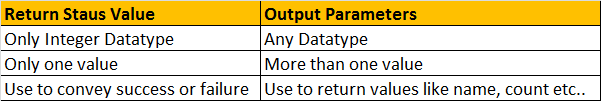 Return Staus Value Output Parameters
Only Integer Datatype Any Datatype
Only one value More than one value
Use to convey success or failure Use to return values like name, count etc..